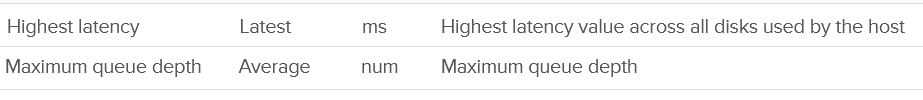 Highest latency Latest ms Highest latency value across all disks used by the host
Maximum queue depth Average num Maximum queue depth